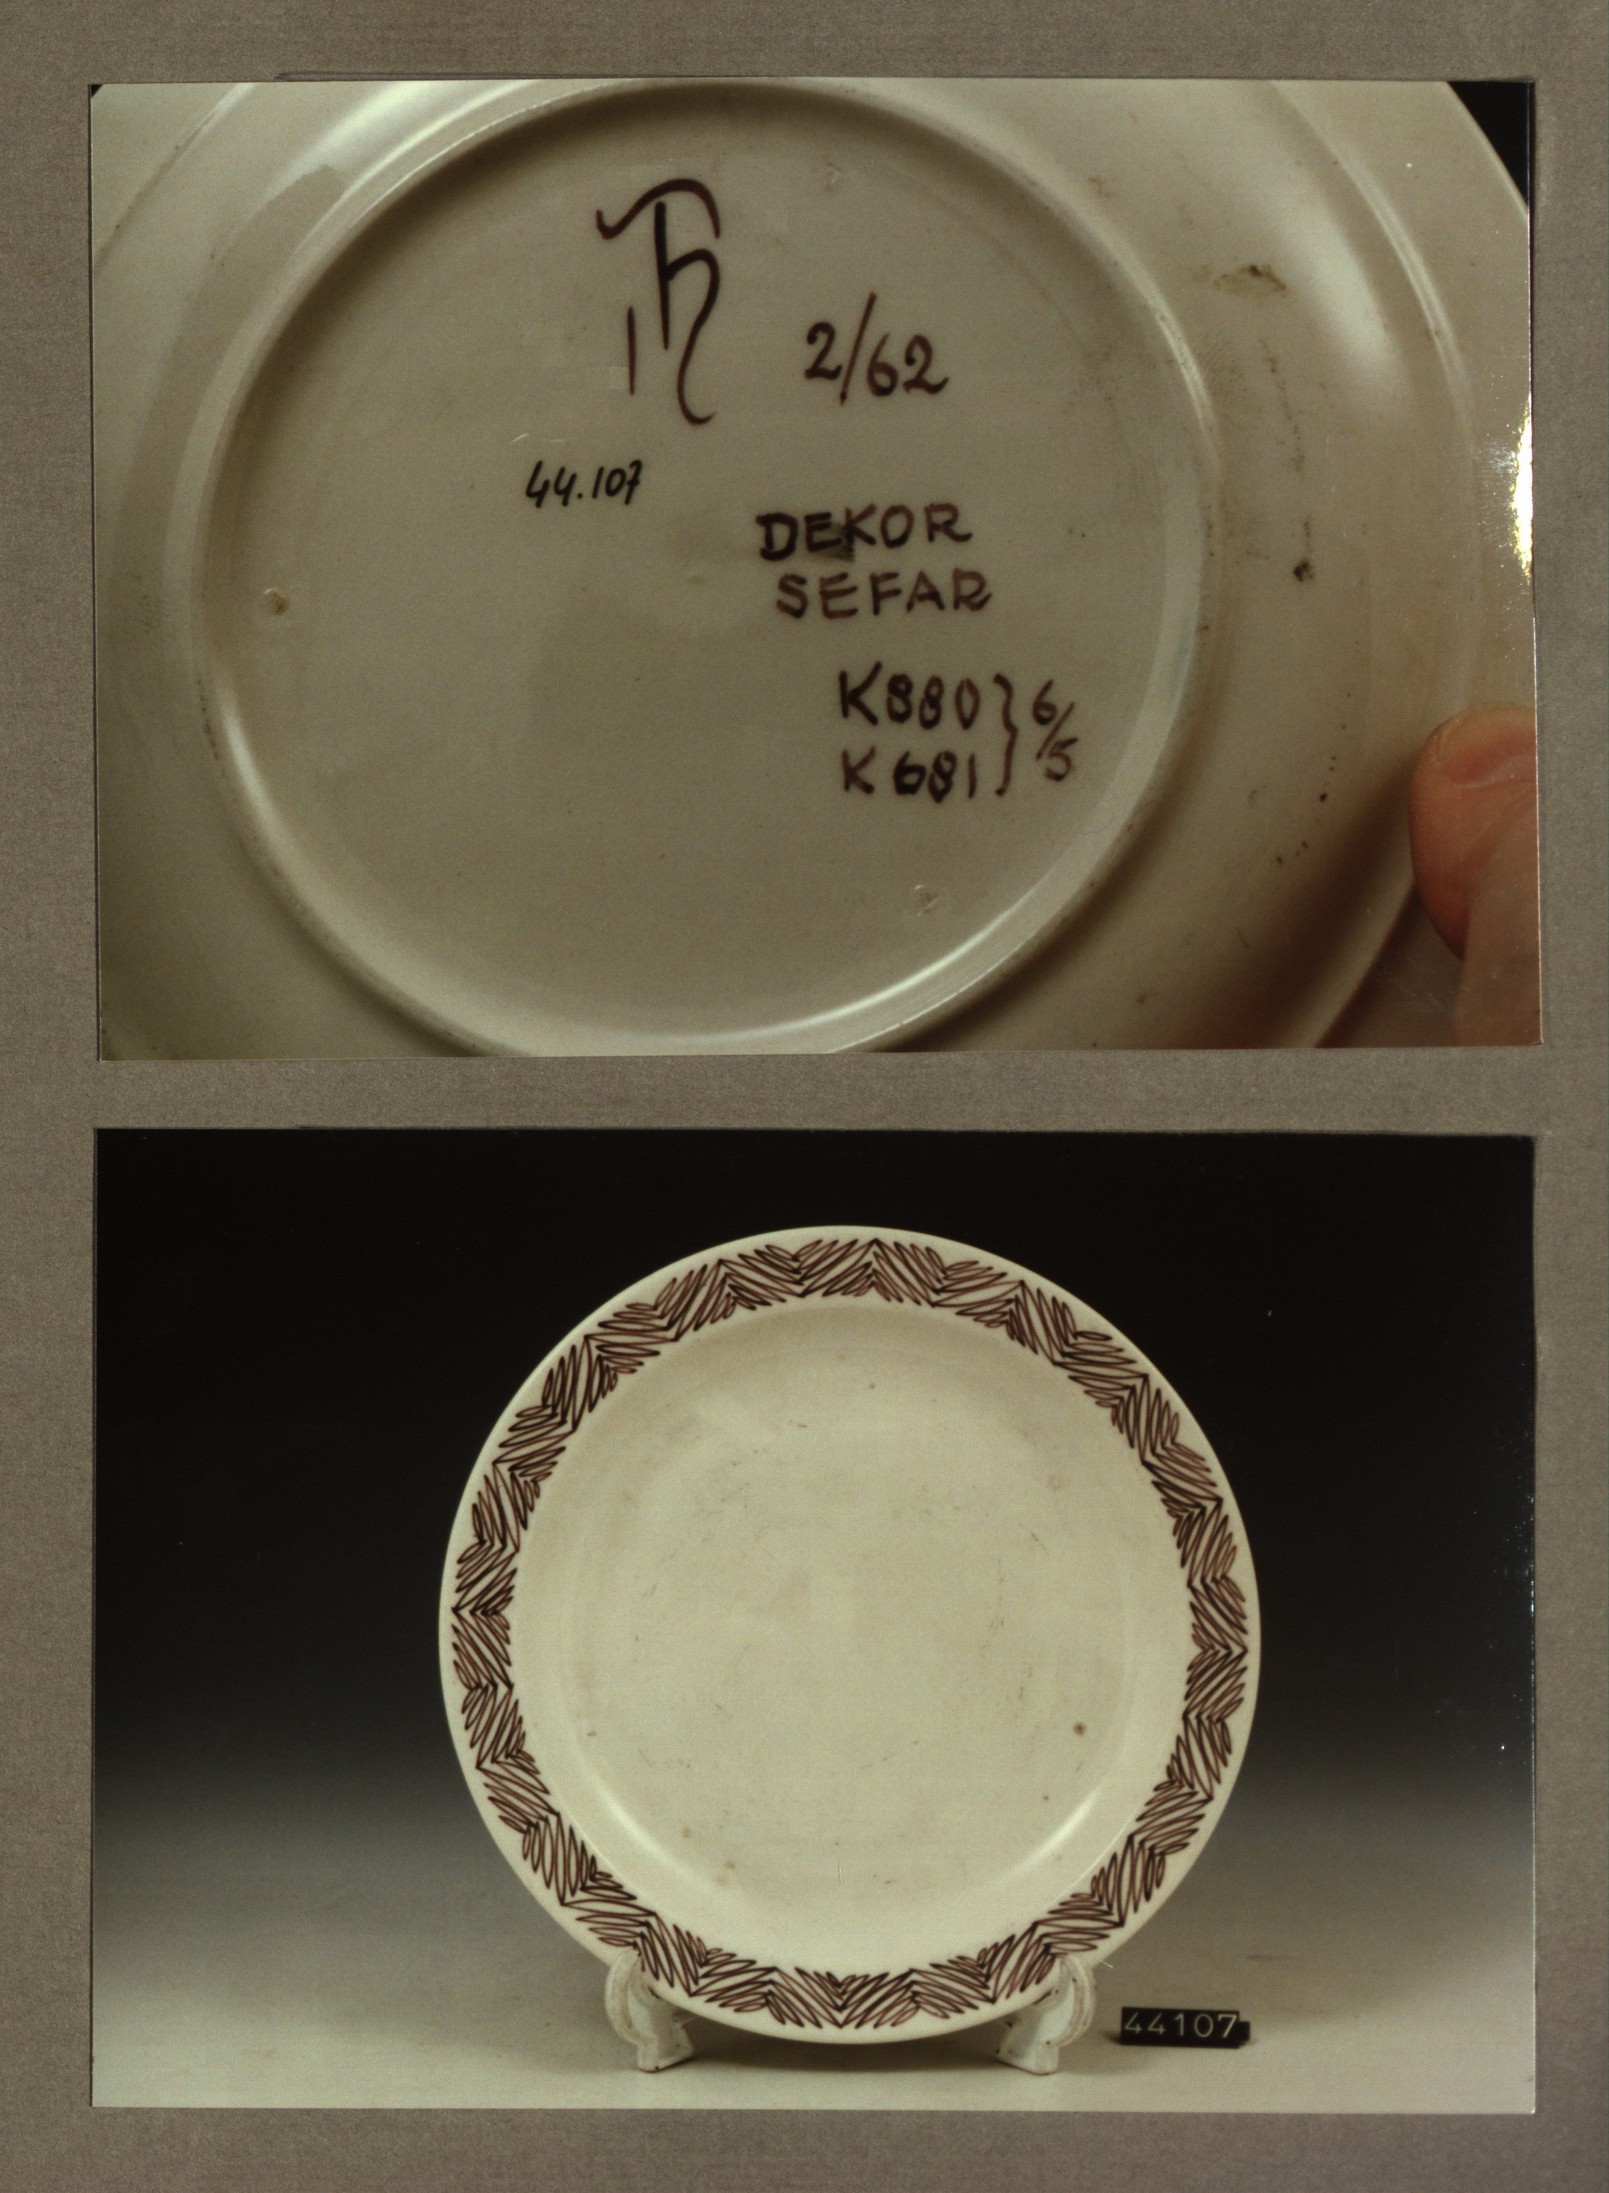 2/62
44.107
DEKOR
SEFAR
K880 } 6/5
K681
44107